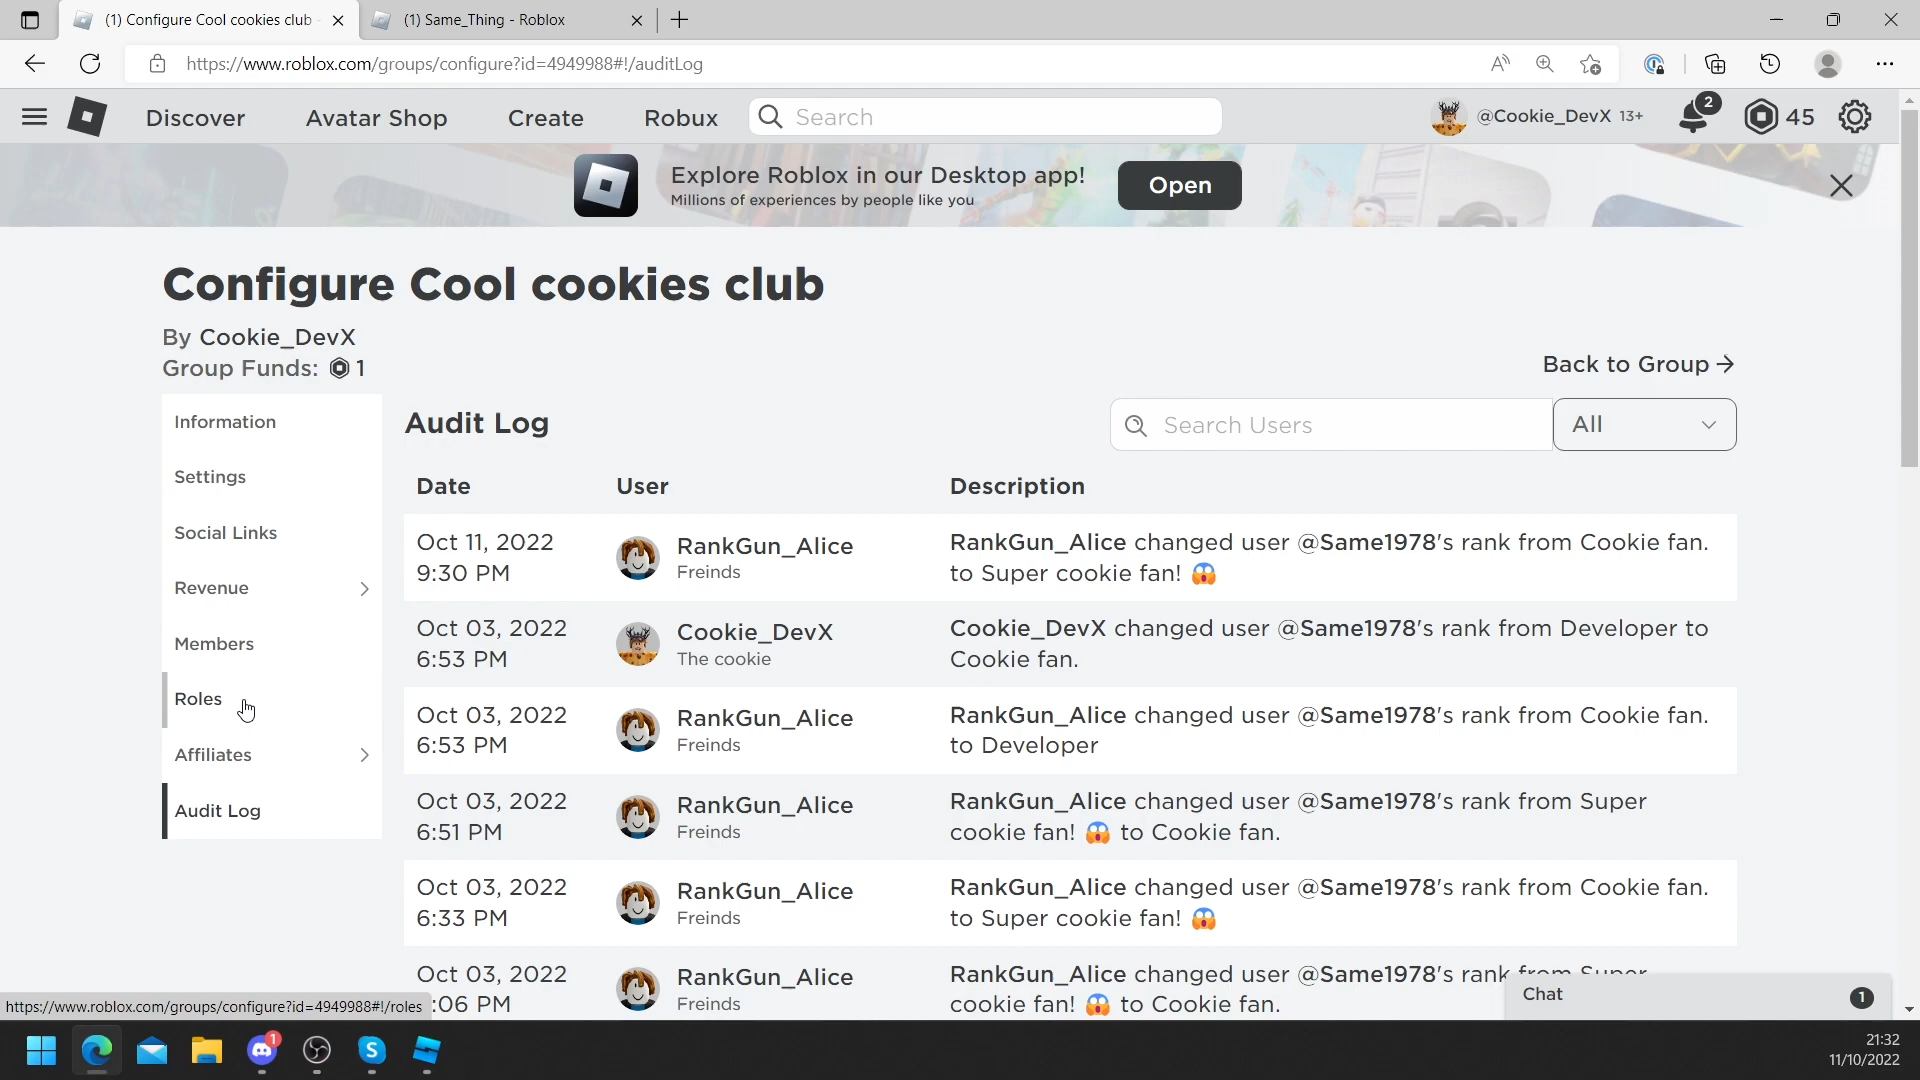 (1) Configure Cool cookies club
(1) Same_Thing - Roblox
https://www.roblox.com/groups/configure?id=4949988#!/auditLog
Discover
Avatar Shop
Create
Robux
Search
@Cookie_DevX 13+
2
45
Explore Roblox in our Desktop app!
Millions of experiences by people like you
Open
Configure Cool cookies club
By Cookie_DevX
Group Funds: 1
Back to Group
Information
Settings
Social Links
Revenue
Members
Roles
Affiliates
Audit Log
Audit Log
Search Users
All
Date
User
Description
Oct 11, 2022
9:30 PM
RankGun_Alice
Freinds
RankGun_Alice changed user @Same1978's rank from Cookie fan.
to Super cookie fan! 😱
Oct 03, 2022
6:53 PM
Cookie_DevX
The cookie
Cookie_DevX changed user @Same1978's rank from Developer to
Cookie fan.
Oct 03, 2022
6:53 PM
RankGun_Alice
Freinds
RankGun_Alice changed user @Same1978's rank from Cookie fan.
to Developer
Oct 03, 2022
6:51 PM
RankGun_Alice
Freinds
RankGun_Alice changed user @Same1978's rank from Super
cookie fan! 😱 to Cookie fan.
Oct 03, 2022
6:33 PM
RankGun_Alice
Freinds
RankGun_Alice changed user @Same1978's rank from Cookie fan.
to Super cookie fan! 😱
Oct 03, 2022
:06 PM
RankGun_Alice
Freinds
RankGun_Alice changed user @Same1978's rank from Super
cookie fan! 😱 to Cookie fan.
Chat
1
https://www.roblox.com/groups/configure?id=4949988#!/roles
1
21:32
11/10/2022